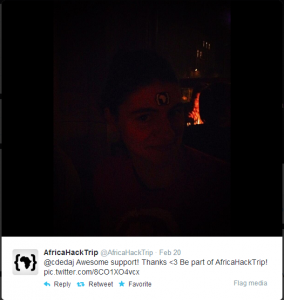 AfricaHackTrip @AfricaHackTrip · Feb 20
@cdedaj Awesome support! Thanks <3 Be part of AfricaHackTrip!
pic.twitter.com/8CO1XO4vcx
Reply Retweet Favorite Flag media